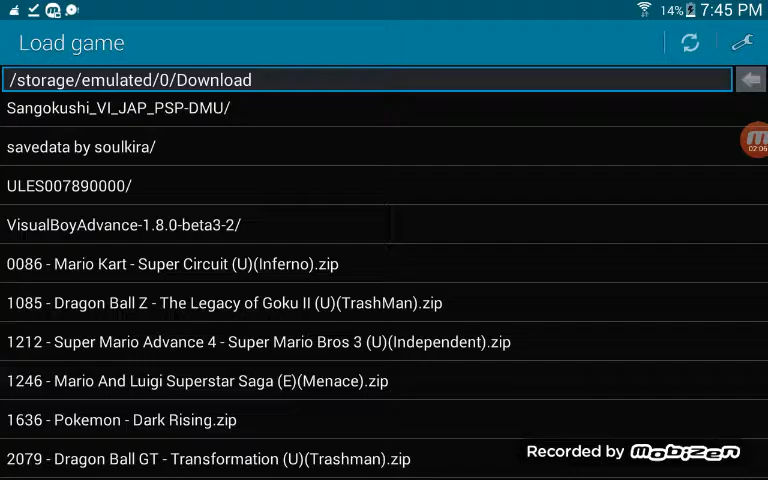 14% 7:45 PM
Load game
/storage/emulated/0/Download
Sangokushi_VI_JAP_PSP-DMU/
savedata by soulkira/
02:06
ULES007890000/
VisualBoyAdvance-1.8.0-beta3-2/
0086 - Mario Kart - Super Circuit (U)(Inferno).zip
1085 - Dragon Ball Z - The Legacy of Goku II (U)(TrashMan).zip
1212 - Super Mario Advance 4 - Super Mario Bros 3 (U)(Independent).zip
1246 - Mario And Luigi Superstar Saga (E)(Menace).zip
1636 - Pokemon - Dark Rising.zip
Recorded by mobizen
2079 - Dragon Ball GT - Transformation (U)(Trashman).zip